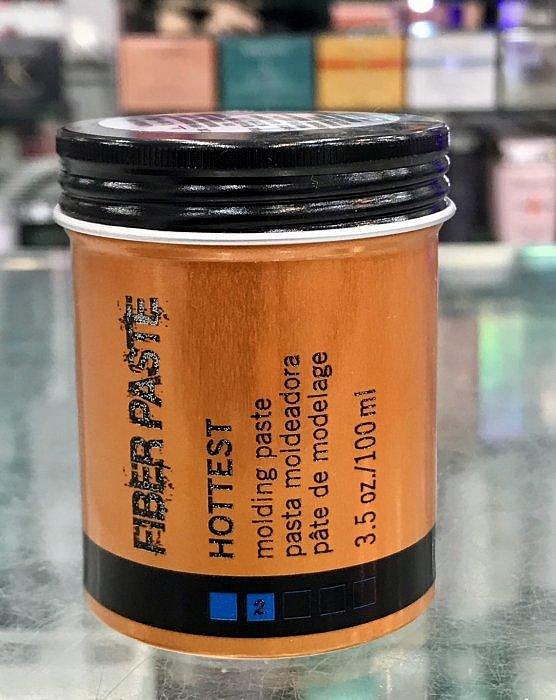 FIBER PASTE
HOTTEST
molding paste
pasta moldeadora
pâte de modelage
3.5 oz./100 ml
2